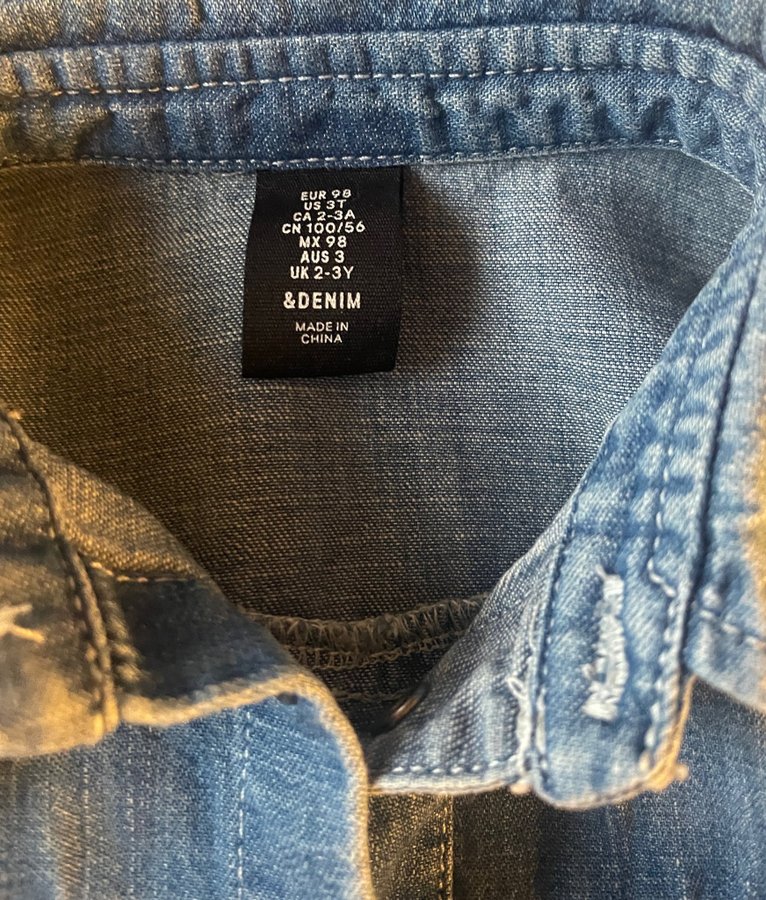 EUR 98
US 3T
CA 2-3A
CN 100/56
MX 98
AUS 3
UK 2-3Y
&DENIM
MADE IN
CHINA